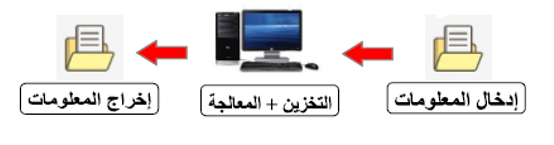 إدخال المعلومات
التخزين + المعالجة
إخراج المعلومات